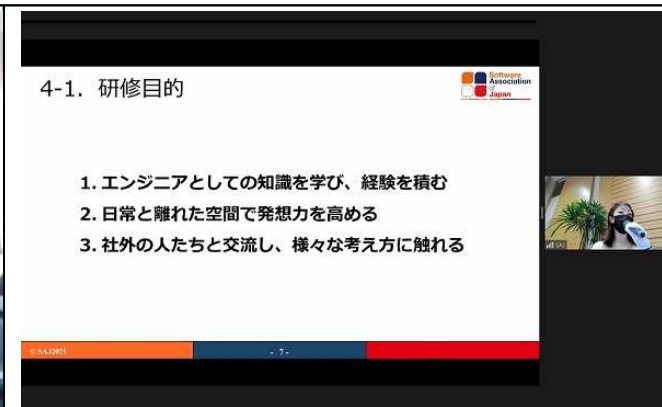 4-1. 研修目的
Software
Association
of
Japan
1. エンジニアとしての知識を学び、経験を積む
2. 日常と離れた空間で発想力を高める
3. 社外の人たちと交流し、様々な考え方に触れる
© SAJ2021
- 7 -
SAJ